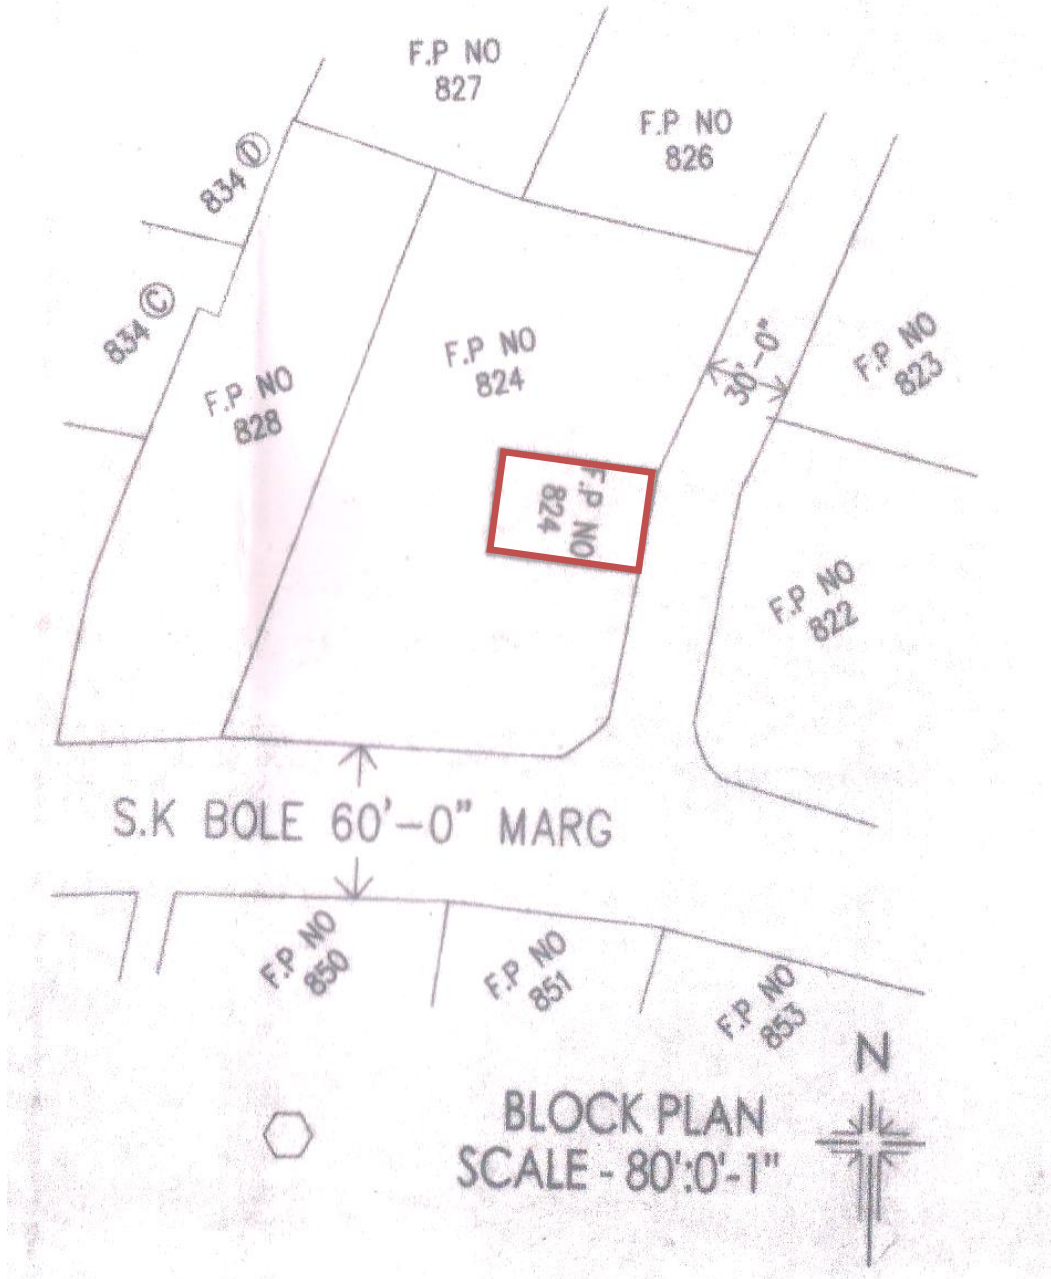 F.P NO
827
F.P NO
826
834 D
834 C
F.P NO
828
F.P NO
824
30'-0"
F.P NO
823
F.P NO
824
F.P NO
822
S.K BOLE 60'-0" MARG
F.P NO
850
F.P NO
851
F.P NO
853
N
BLOCK PLAN
SCALE - 80':0'-1"